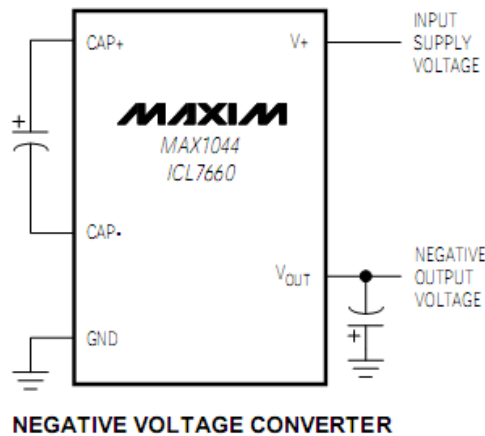 INPUT
SUPPLY
VOLTAGE
CAP+
V+
+
MAXIM
MAX1044
ICL7660
CAP-
NEGATIVE
OUTPUT
VOLTAGE
VOUT
+
GND
NEGATIVE VOLTAGE CONVERTER